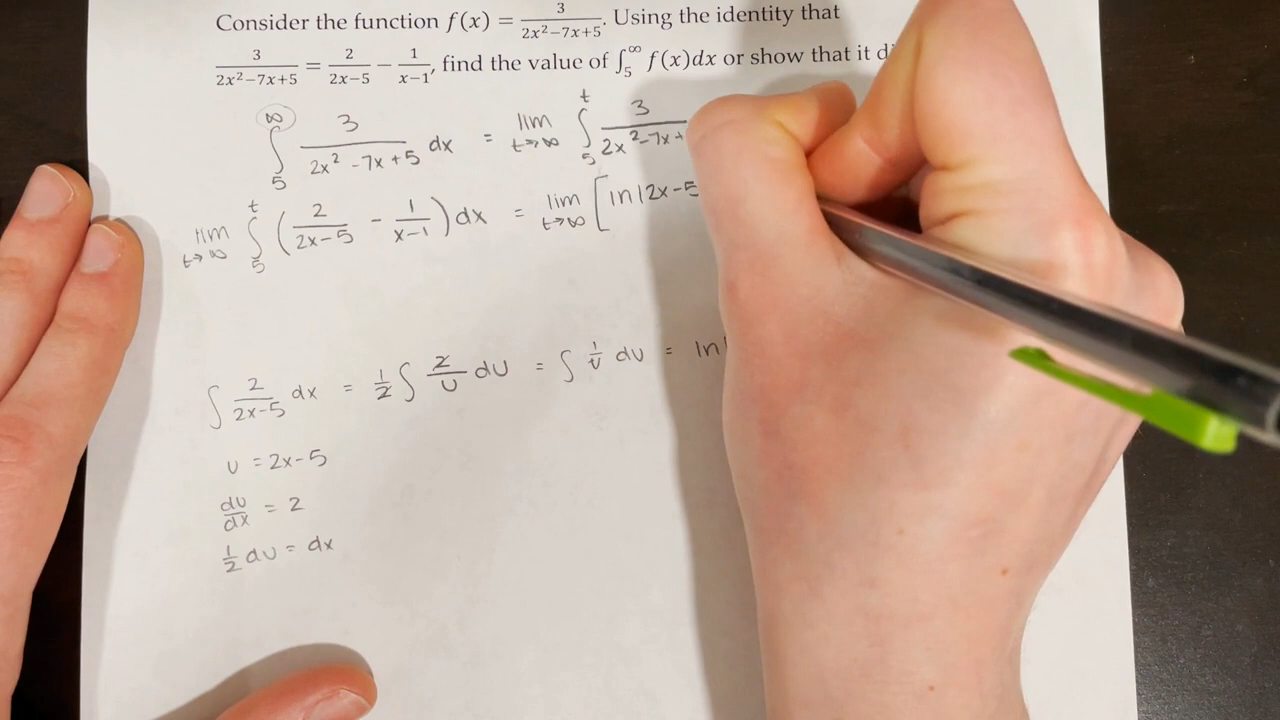 Consider the function f(x) = 3/(2x²−7x+5). Using the identity that
3/(2x²−7x+5) = 2/(2x−5) − 1/(x−1), find the value of ∫₅^∞ f(x)dx or show that it d
∫₅^∞ 3/(2x² −7x+5) dx = lim t→∞ ∫₅^t 3/(2x²−7x+
lim t→∞ ∫₅^t (2/(2x−5) − 1/(x−1)) dx = lim t→∞ [ln|2x−5
∫ 2/(2x−5) dx = ½ ∫ 2/u du = ∫ 1/u du = ln|
u = 2x−5
du/dx = 2
½ du = dx